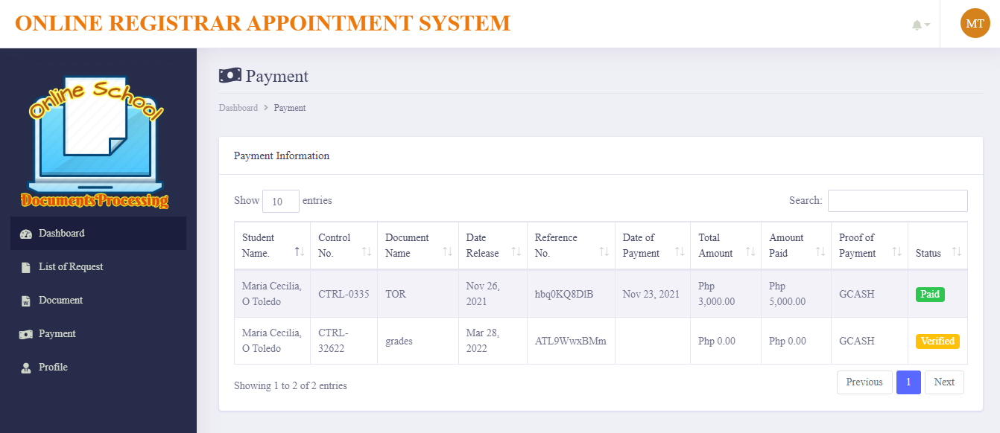 ONLINE REGISTRAR APPOINTMENT SYSTEM
MT
Online School
DocumentsProcessing
Dashboard
List of Request
Document
Payment
Profile
Payment
Dashboard > Payment
Payment Information
Show 10 entries
Search:
Student Name. Control No. Document Name Date Release Reference No. Date of Payment Total Amount Amount Paid Proof of Payment Status
Maria Cecilia, O Toledo CTRL-0335 TOR Nov 26, 2021 hbq0KQ8DlB Nov 23, 2021 Php 3,000.00 Php 5,000.00 GCASH Paid
Maria Cecilia, O Toledo CTRL-32622 grades Mar 28, 2022 ATL9WwxBMm Php 0.00 Php 0.00 GCASH Verified
Showing 1 to 2 of 2 entries
Previous 1 Next